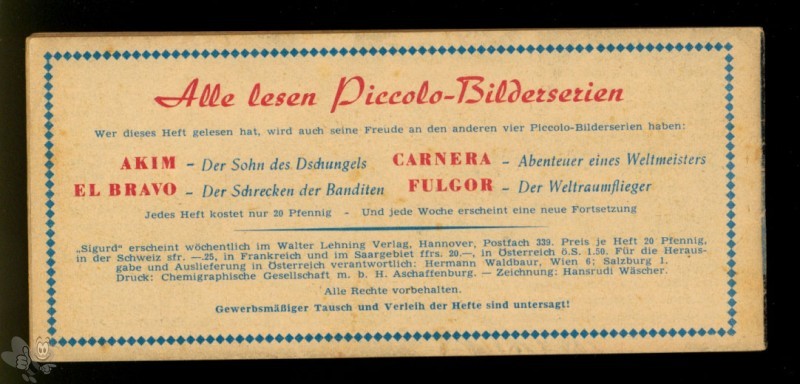 Alle lesen Piccolo-Bilderserien
Wer dieses Heft gelesen hat, wird auch seine Freude an den anderen vier Piccolo-Bilderserien haben:
AKIM – Der Sohn des Dschungels CARNERA – Abenteuer eines Weltmeisters
EL BRAVO – Der Schrecken der Banditen FULGOR – Der Weltraumflieger
Jedes Heft kostet nur 20 Pfennig - Und jede Woche erscheint eine neue Fortsetzung
„Sigurd“ erscheint wöchentlich im Walter Lehning Verlag, Hannover, Postfach 339. Preis je Heft 20 Pfennig,
in der Schweiz sfr. —.25, in Frankreich und im Saargebiet ffrs. 20.—, in Österreich ö.S. 1.50. Für die Heraus-
gabe und Auslieferung in Österreich verantwortlich: Hermann Waldbaur, Wien 6; Salzburg 1.
Druck: Chemigraphische Gesellschaft m. b. H. Aschaffenburg. — Zeichnung: Hansrudi Wäscher.
Alle Rechte vorbehalten.
Gewerbsmäßiger Tausch und Verleih der Hefte sind untersagt!